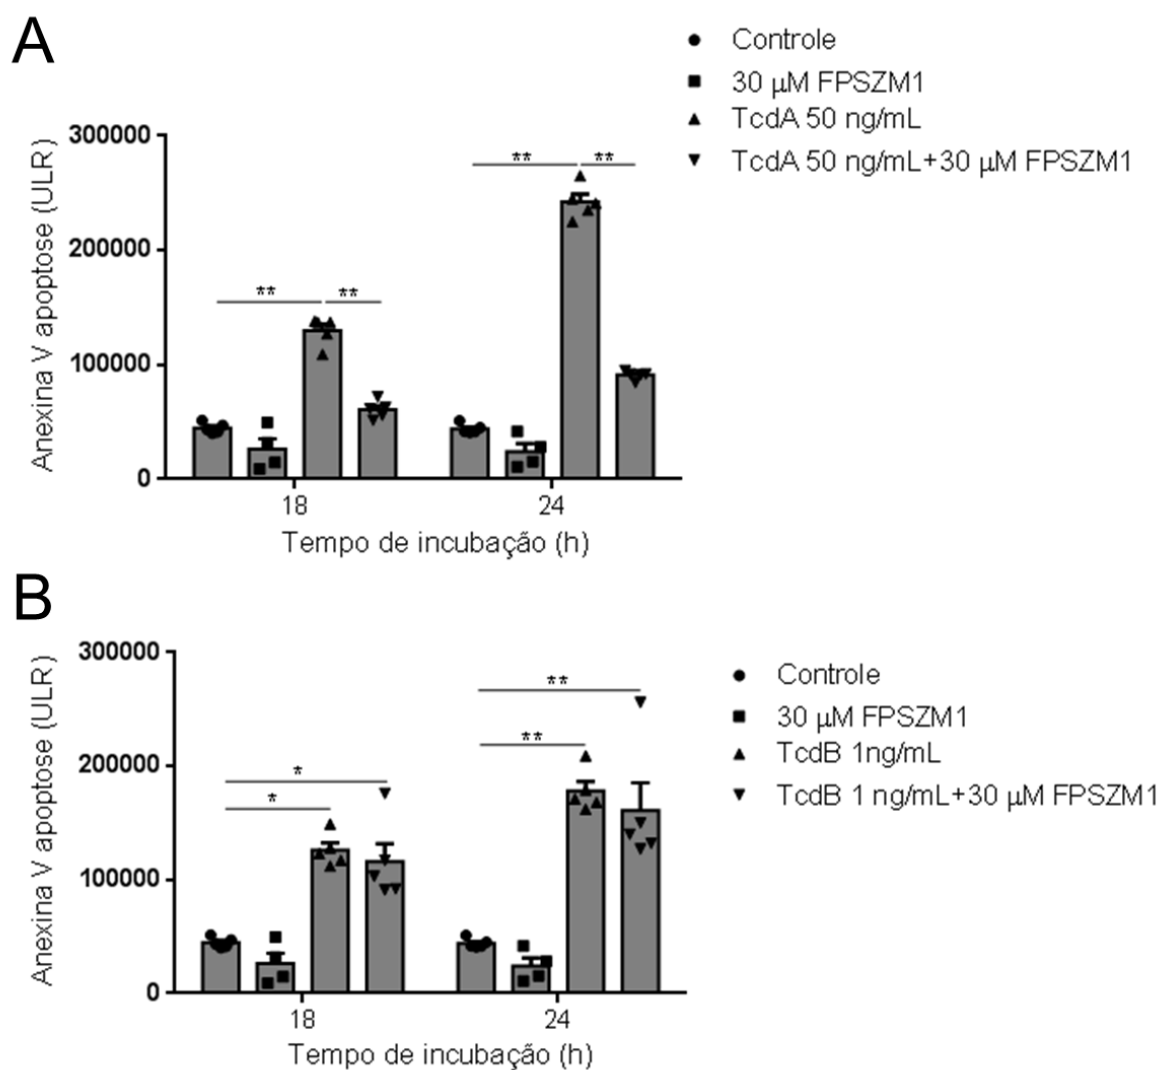 A
Controle
30 μM FPSZM1
TcdA 50 ng/mL
TcdA 50 ng/mL+30 μM FPSZM1
Anexina V apoptose (ULR)
300000
200000
100000
0
** **
** **
18 24
Tempo de incubação (h)
B
Controle
30 μM FPSZM1
TcdB 1ng/mL
TcdB 1 ng/mL+30 μM FPSZM1
Anexina V apoptose (ULR)
300000
200000
100000
0
**
**
*
*
18 24
Tempo de incubação (h)